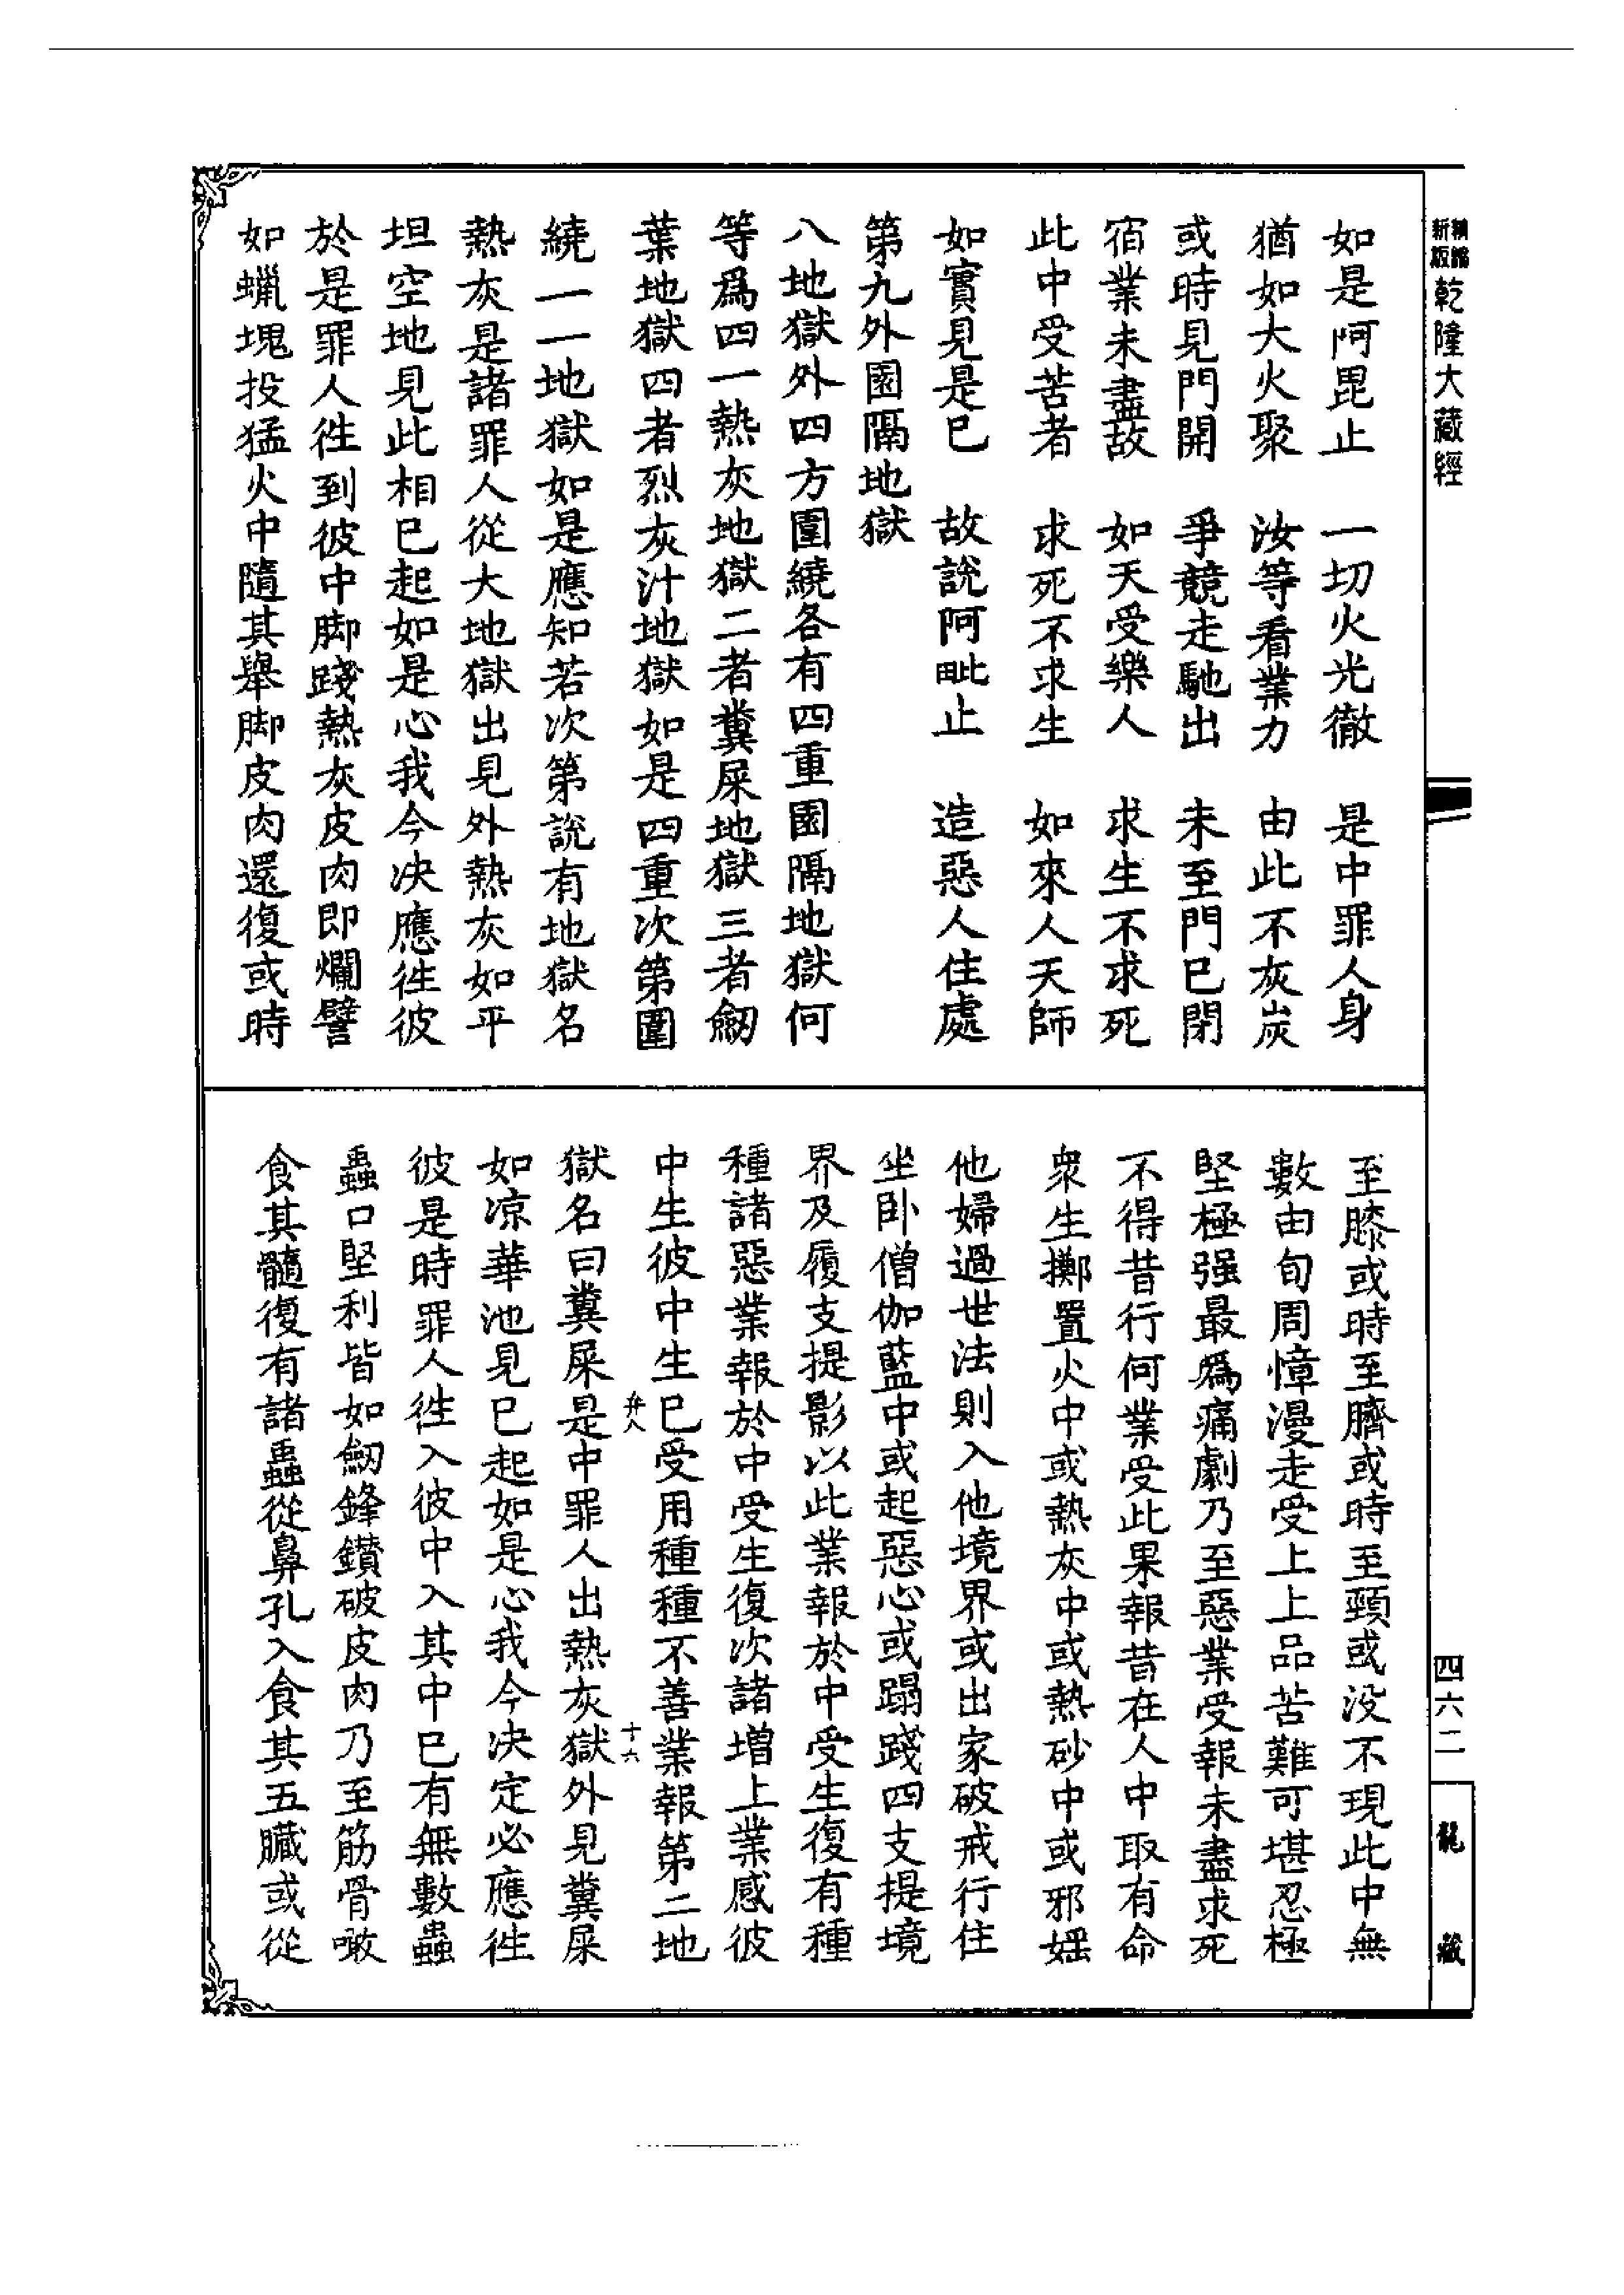 新版精縮乾隆大藏經
如是阿毘止　一切火光徹　是中罪人身
猶如大火聚　汝等看業力　由此不灰炭
或時見門開　爭競走馳出　未至門已閉
宿業未盡故　如天受樂人　求生不求死
此中受苦者　求死不求生　如來人天師
如實見是已　故說阿毗止　造惡人住處
第九外園隔地獄
八地獄外四方圍繞各有四重園隔地獄何
等爲四一熱灰地獄二者糞屎地獄三者劒
葉地獄四者烈灰汁地獄如是四重次第圍
繞一一地獄如是應知若次第說有地獄名
熱灰是諸罪人從大地獄出見外熱灰如平
坦空地見此相已起如是心我今决應徃彼
於是罪人徃到彼中脚踐熱灰皮肉即爛譬
如蠟塊投猛火中隨其舉脚皮肉還復或時
至膝或時至臍或時至頸或没不現此中無
數由旬周慞漫走受上上品苦難可堪忍極
堅極强最爲痛劇乃至惡業受報未盡求死
不得昔行何業受此果報昔在人中取有命
衆生擲置火中或熱灰中或熱砂中或邪婬
他婦過世法則入他境界或出家破戒行住
坐卧僧伽藍中或起惡心或蹋踐四支提境
界及履支提影以此業報於中受生復有種
種諸惡業報於中受生復次諸增上業感彼
中生彼中生已受用種種不善業報第二地
弁八
十六
獄名曰糞屎是中罪人出熱灰獄外見糞屎
如凉華池見已起如是心我今决定必應徃
彼是時罪人徃入彼中入其中已有無數蟲
蟲口堅利皆如劒鋒鑚破皮肉乃至筋骨噉
食其髓復有諸蟲從鼻孔入食其五臟或從
四六二
龍藏